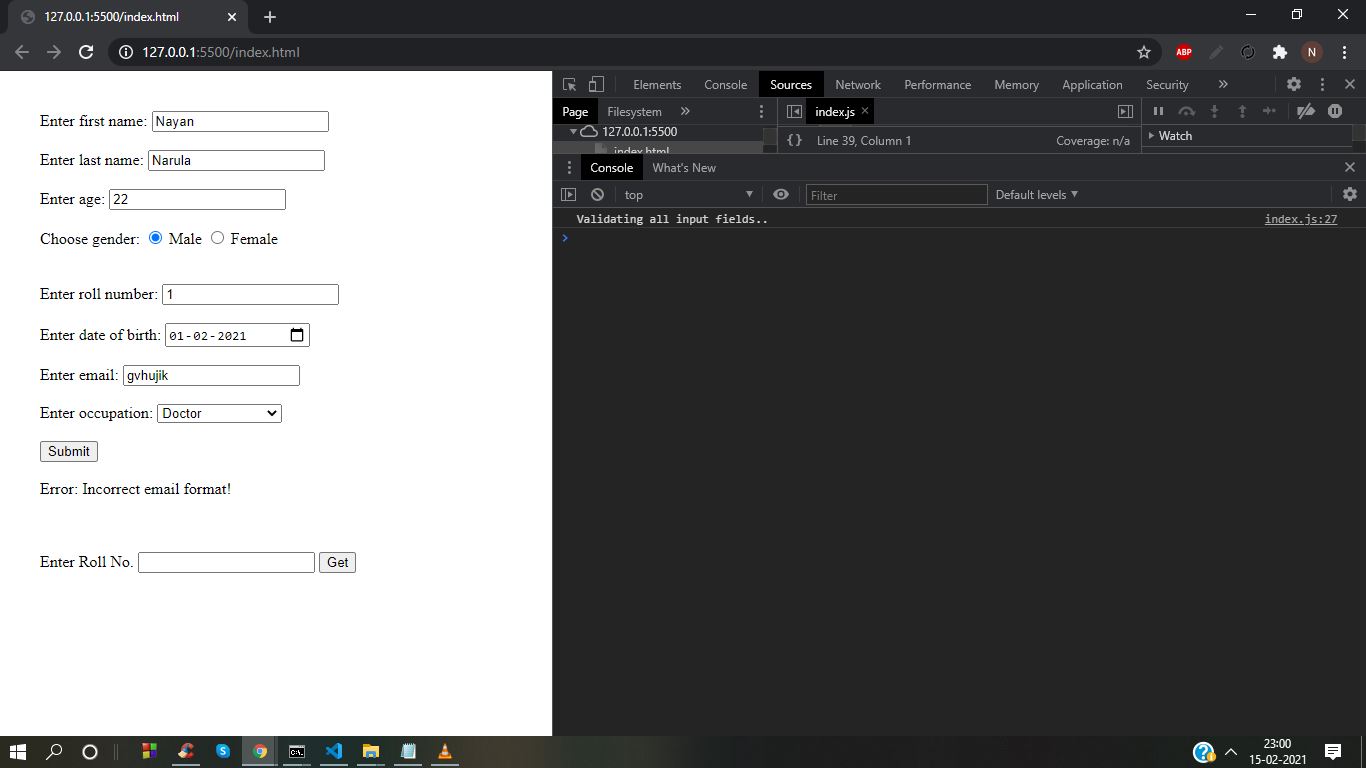 127.0.0.1:5500/index.html
127.0.0.1:5500/index.html
ABP
N
Enter first name: Nayan
Enter last name: Narula
Enter age: 22
Choose gender: Male Female
Enter roll number: 1
Enter date of birth: 01-02-2021
Enter email: gvhujik
Enter occupation: Doctor
Submit
Error: Incorrect email format!
Enter Roll No. Get
Elements Console Sources Network Performance Memory Application Security »
Page Filesystem »
index.js
127.0.0.1:5500
index.html
{} Line 39, Column 1 Coverage: n/a
Watch
Console What's New
top Filter Default levels
Validating all input fields.. index.js:27
23:00
15-02-2021